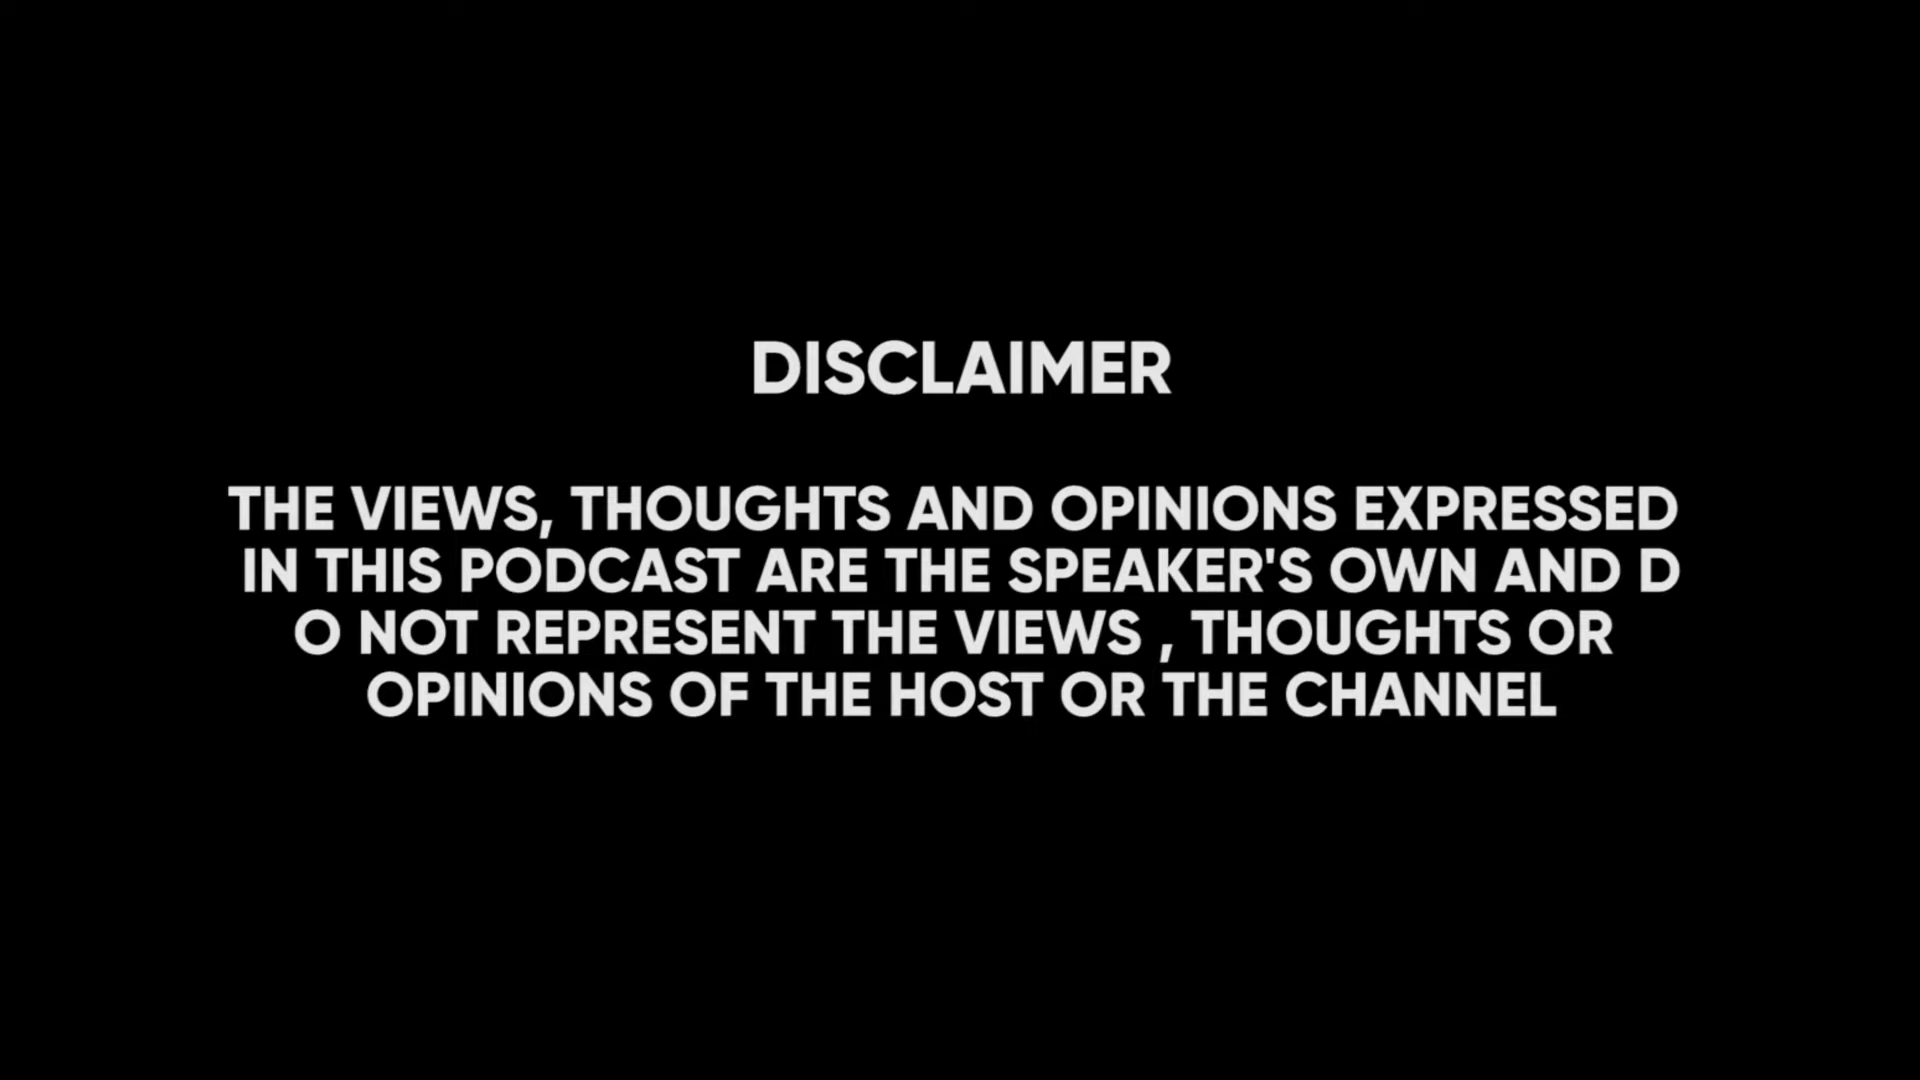 DISCLAIMER
THE VIEWS, THOUGHTS AND OPINIONS EXPRESSED
IN THIS PODCAST ARE THE SPEAKER'S OWN AND D
O NOT REPRESENT THE VIEWS , THOUGHTS OR
OPINIONS OF THE HOST OR THE CHANNEL